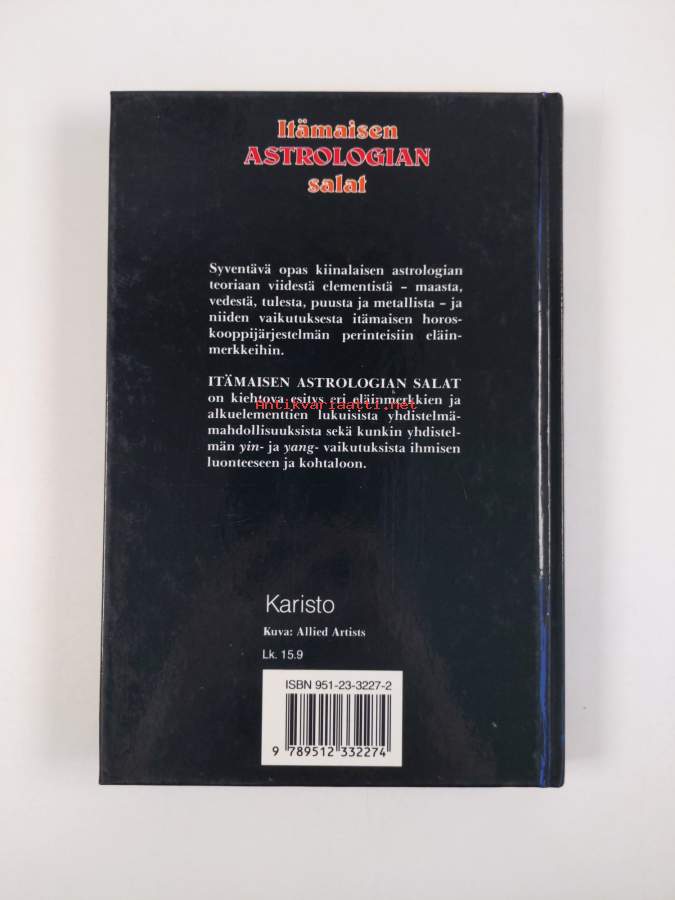 Itämaisen
ASTROLOGIAN
salat
Syventävä opas kiinalaisen astrologian
teoriaan viidestä elementistä – maasta,
vedestä, tulesta, puusta ja metallista – ja
niiden vaikutuksesta itämaisen horos-
kooppijärjestelmän perinteisiin eläin-
merkkeihin.
ITÄMAISEN ASTROLOGIAN SALAT
on kiehtova esitys eri eläinmerkkien ja
Antikvariaatti.net
alkuelementtien lukuisista yhdistelmä-
mahdollisuuksista sekä kunkin yhdistel-
män yin- ja yang- vaikutuksista ihmisen
luonteeseen ja kohtaloon.
Karisto
Kuva: Allied Artists
Lk. 15.9
ISBN 951-23-3227-2
9 789512 332274